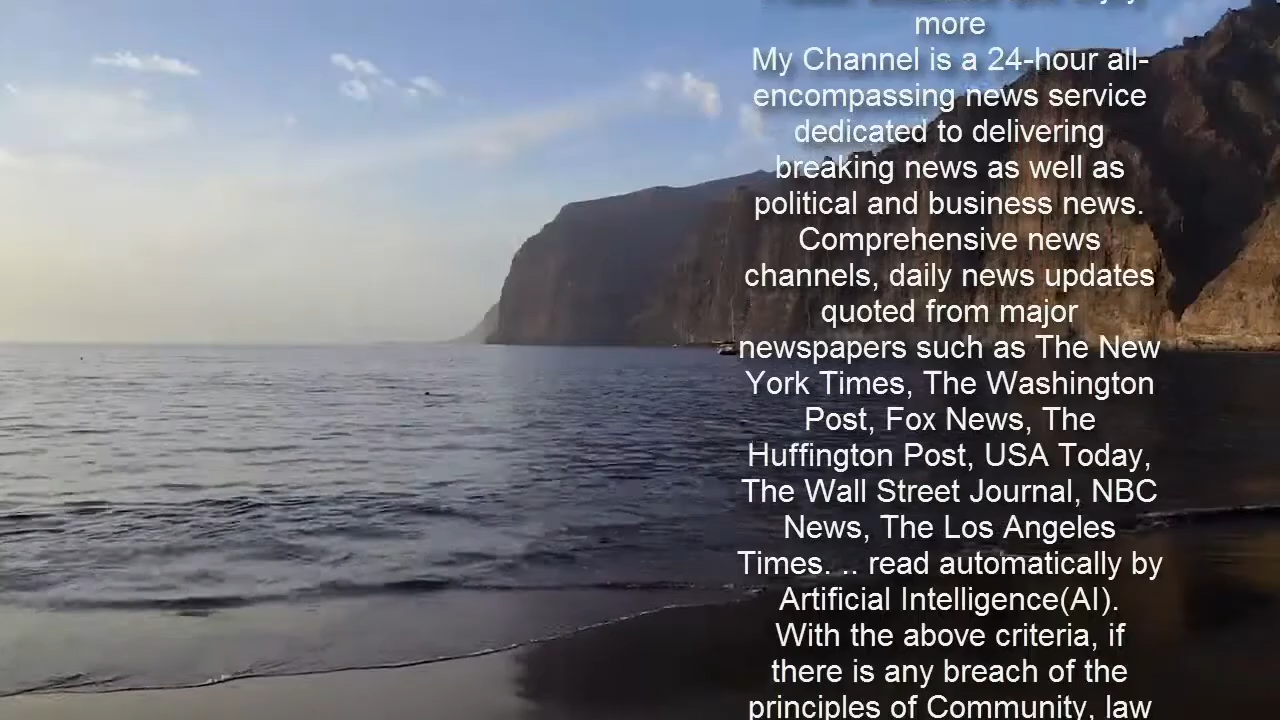 more
My Channel is a 24-hour all-
encompassing news service
dedicated to delivering
breaking news as well as
political and business news.
Comprehensive news
channels, daily news updates
quoted from major
newspapers such as The New
York Times, The Washington
Post, Fox News, The
Huffington Post, USA Today,
The Wall Street Journal, NBC
News, The Los Angeles
Times. .. read automatically by
Artificial Intelligence(AI).
With the above criteria, if
there is any breach of the
principles of Community, law